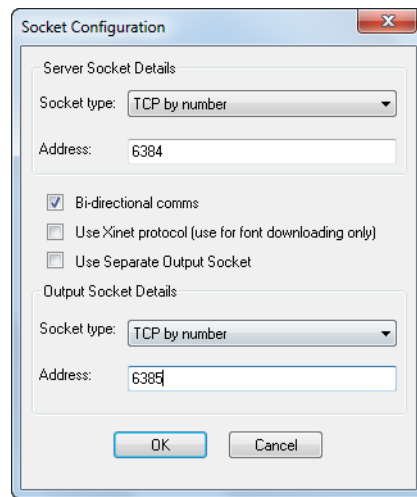 Socket Configuration
Server Socket Details
Socket type: TCP by number
Address: 6384
Bi-directional comms
Use Xinet protocol (use for font downloading only)
Use Separate Output Socket
Output Socket Details
Socket type: TCP by number
Address: 6385
OK Cancel